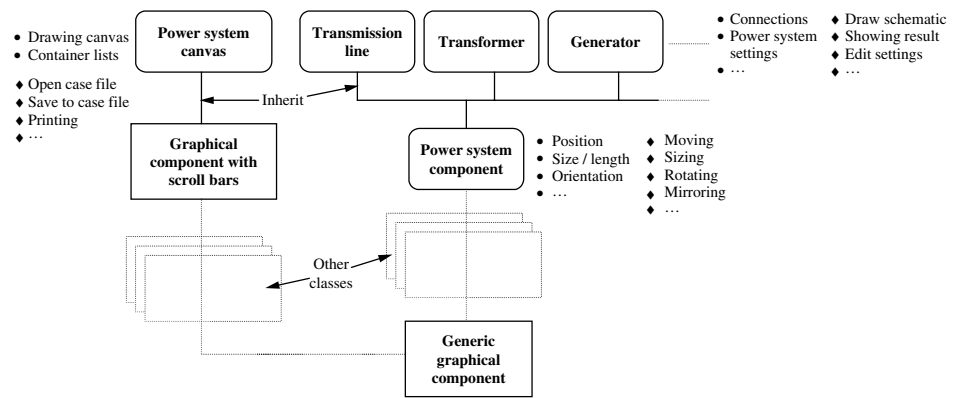 • Drawing canvas
• Container lists
♦ Open case file
♦ Save to case file
♦ Printing
♦ …
Power system
canvas
Transmission
line
Transformer
Generator
• Connections
• Power system
settings
• …
♦ Draw schematic
♦ Showing result
♦ Edit settings
♦ …
Inherit
Graphical
component with
scroll bars
Power system
component
• Position
• Size / length
• Orientation
• …
♦ Moving
♦ Sizing
♦ Rotating
♦ Mirroring
♦ …
Other
classes
Generic
graphical
component